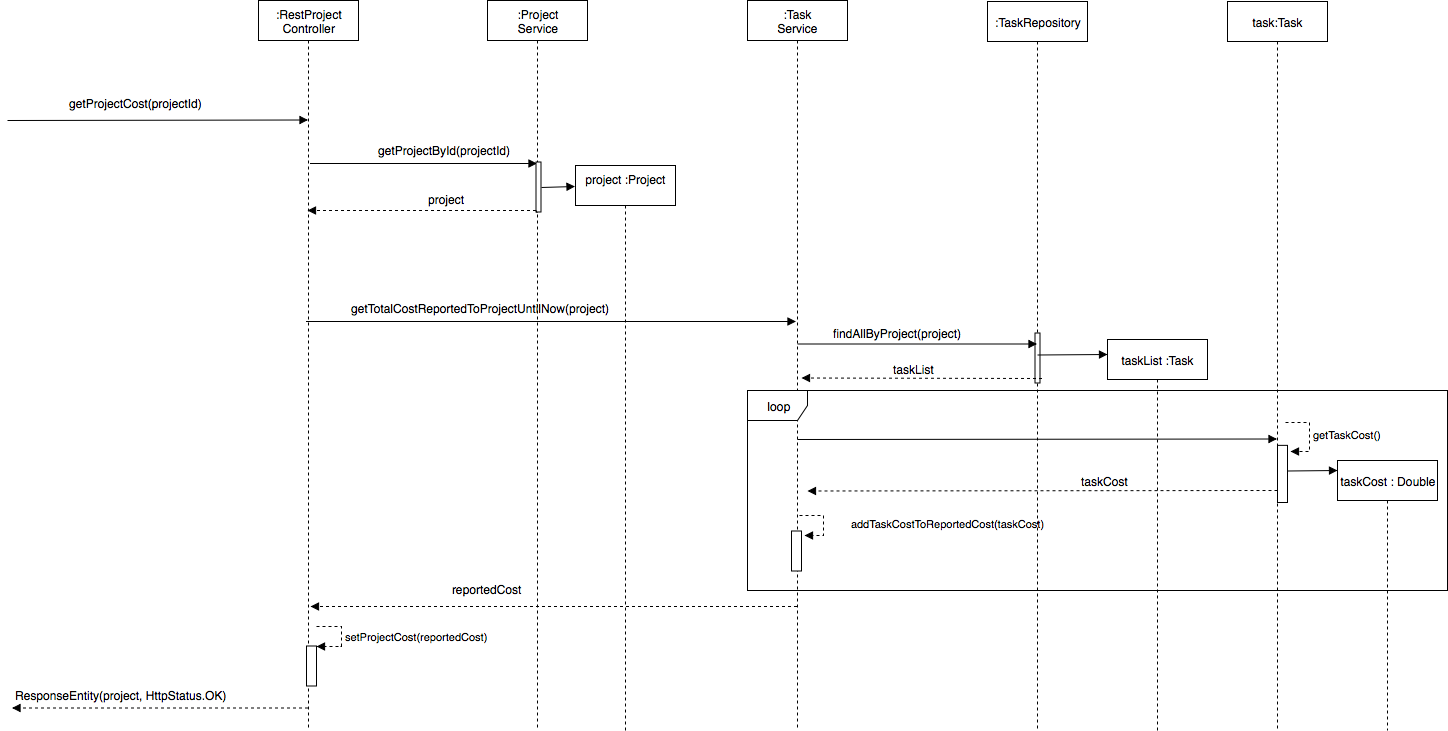 :RestProject
Controller
:Project
Service
:Task
Service
:TaskRepository
task:Task
getProjectCost(projectId)
getProjectById(projectId)
project :Project
project
getTotalCostReportedToProjectUntilNow(project)
findAllByProject(project)
taskList :Task
taskList
loop
getTaskCost()
taskCost : Double
taskCost
addTaskCostToReportedCost(taskCost)
reportedCost
setProjectCost(reportedCost)
ResponseEntity(project, HttpStatus.OK)